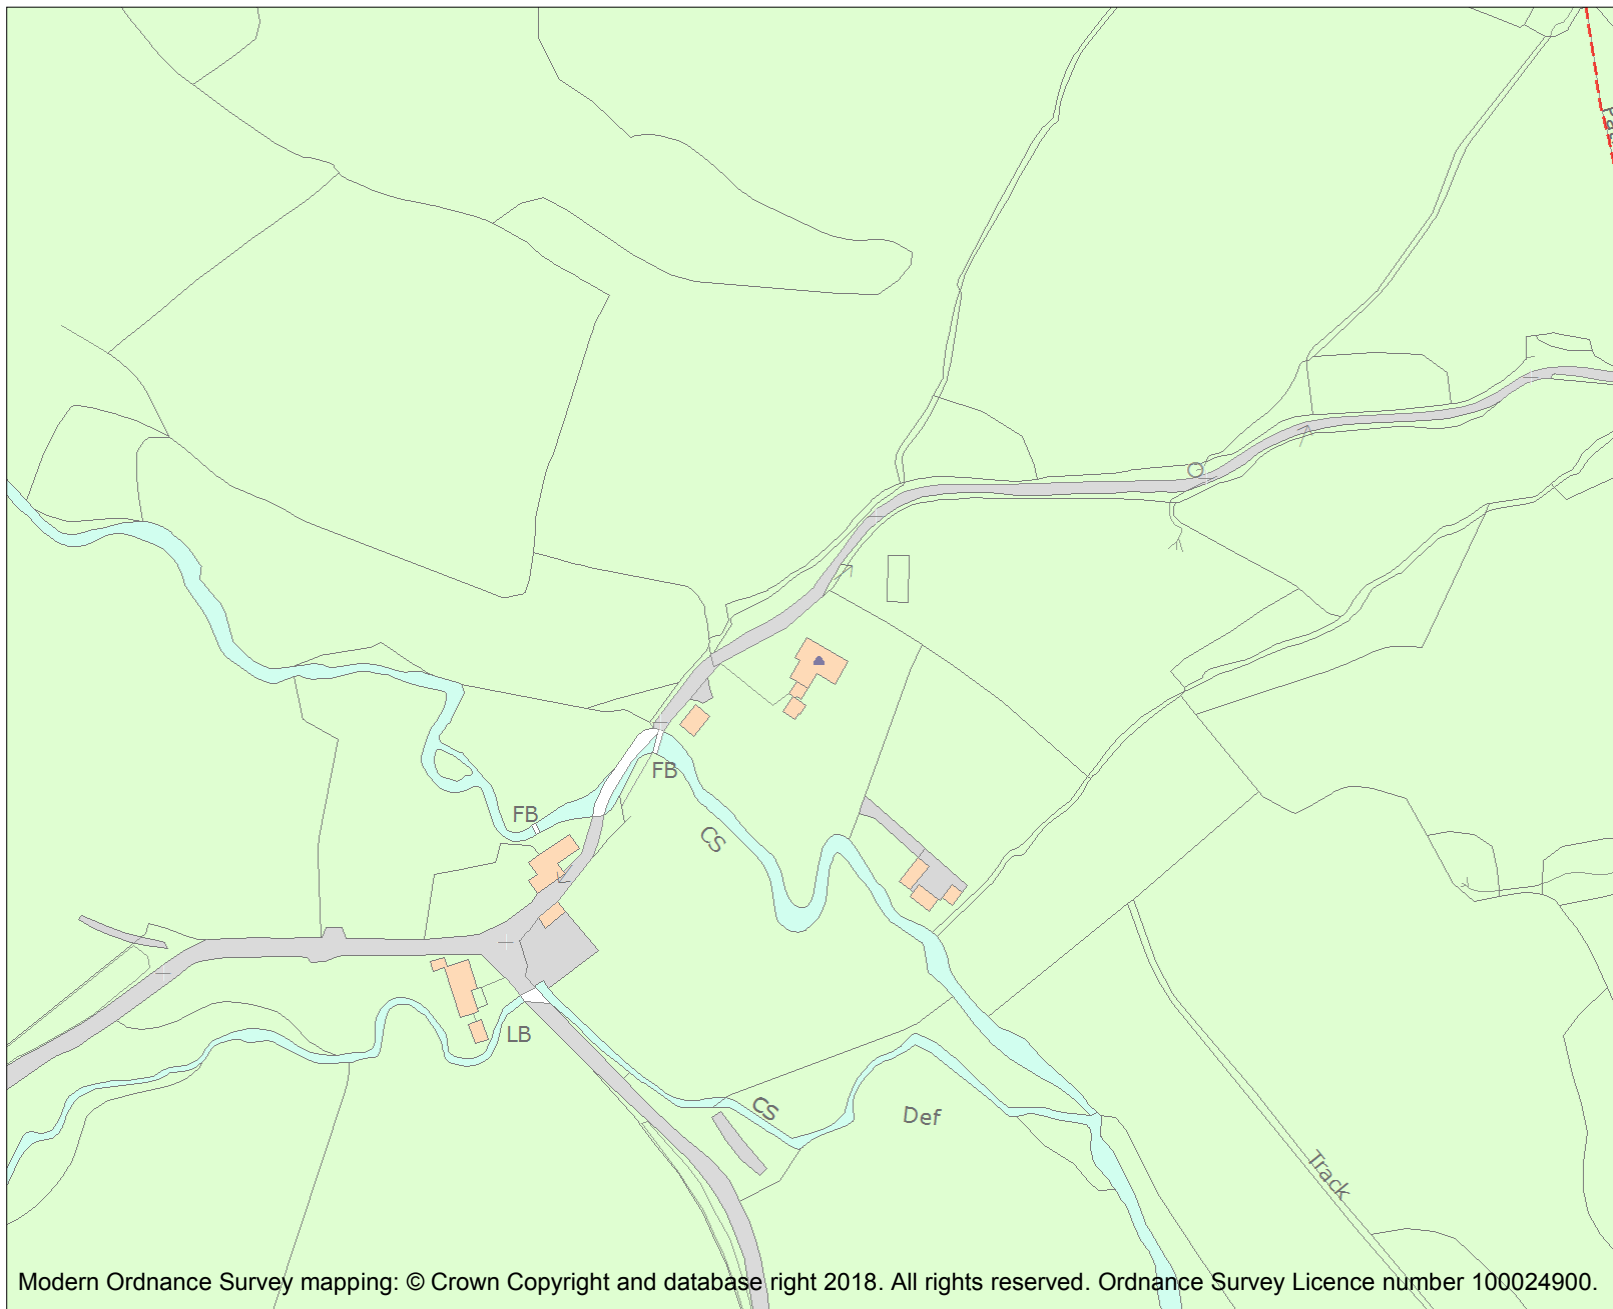 FB
FB
CS
LB
CS
Def
Track
Modern Ordnance Survey mapping: © Crown Copyright and database right 2018. All rights reserved. Ordnance Survey Licence number 100024900.